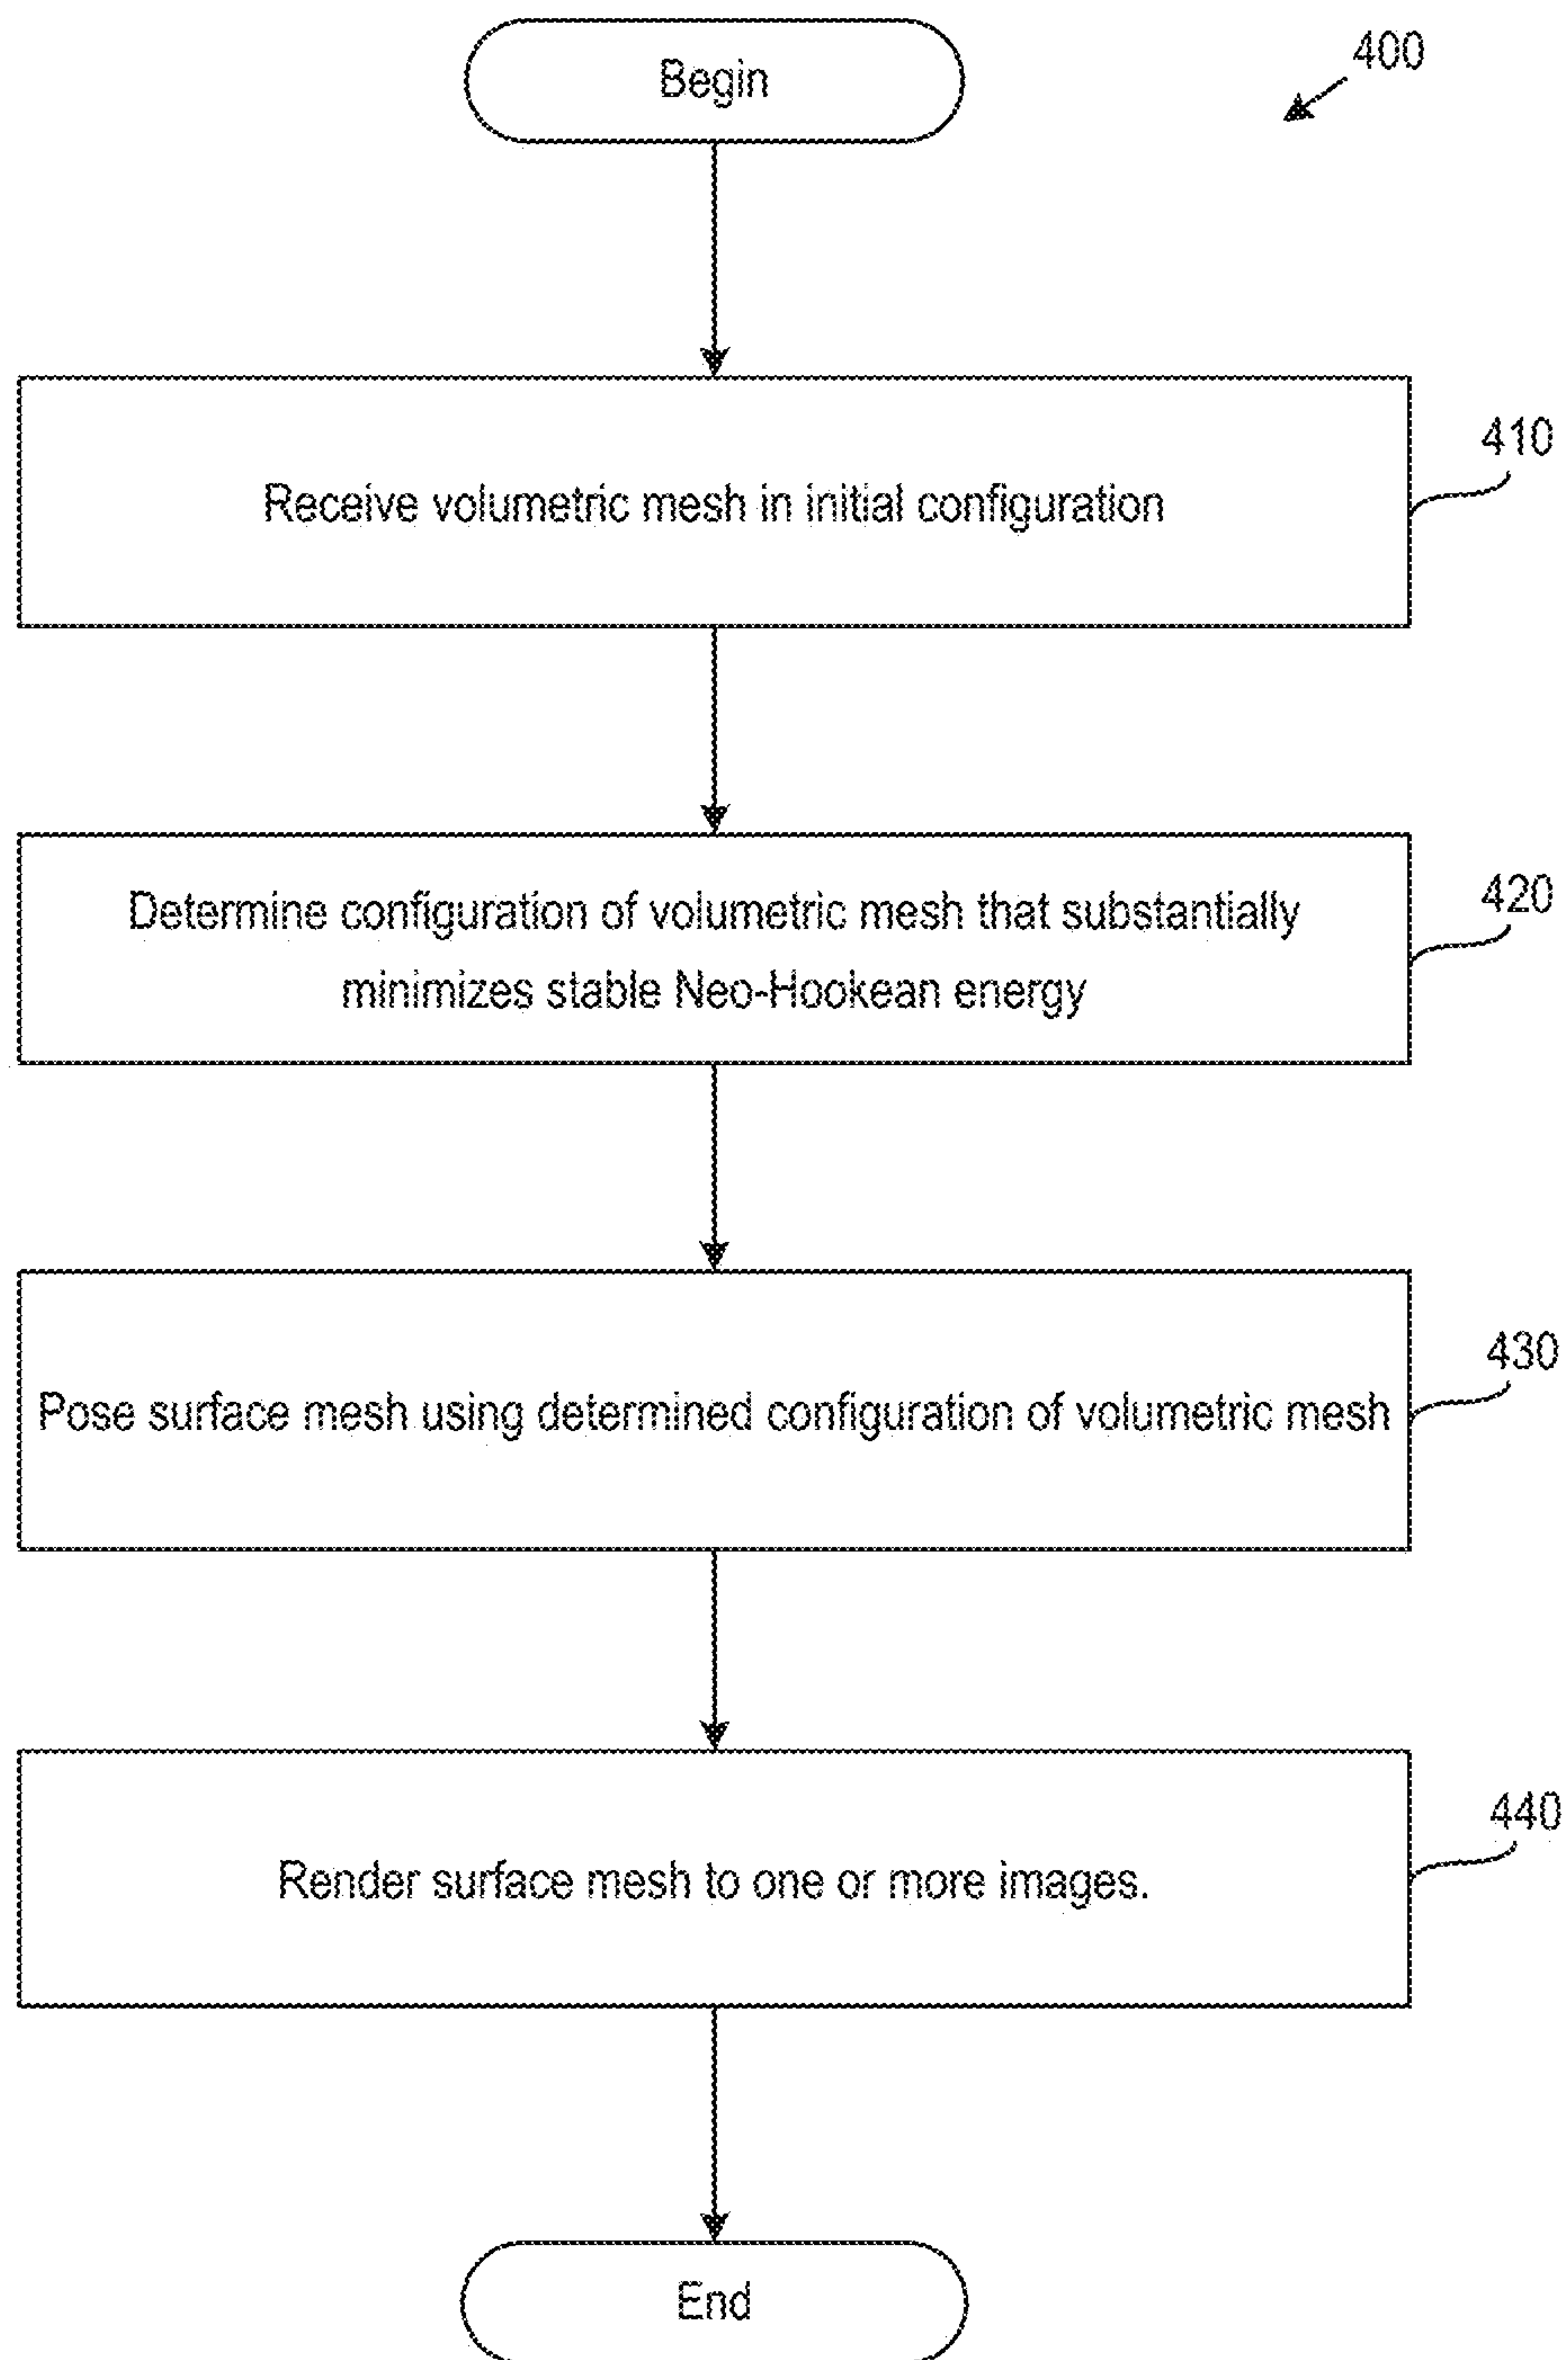 Begin
400
Receive volumetric mesh in initial configuration
410
Determine configuration of volumetric mesh that substantially
minimizes stable Neo-Hookean energy
420
Pose surface mesh using determined configuration of volumetric mesh
430
Render surface mesh to one or more images.
440
End